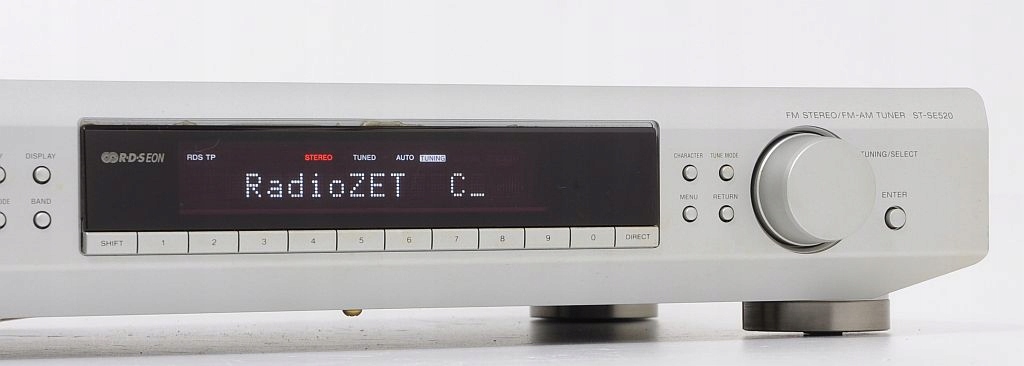 FM STEREO/FM-AM TUNER ST-SE520
DISPLAY
BAND
R·D·S EON
RDS TP STEREO TUNED AUTO TUNING
RadioZET C_
SHIFT 1 2 3 4 5 6 7 8 9 0 DIRECT
CHARACTER TUNE MODE
MENU RETURN
TUNING/SELECT
ENTER